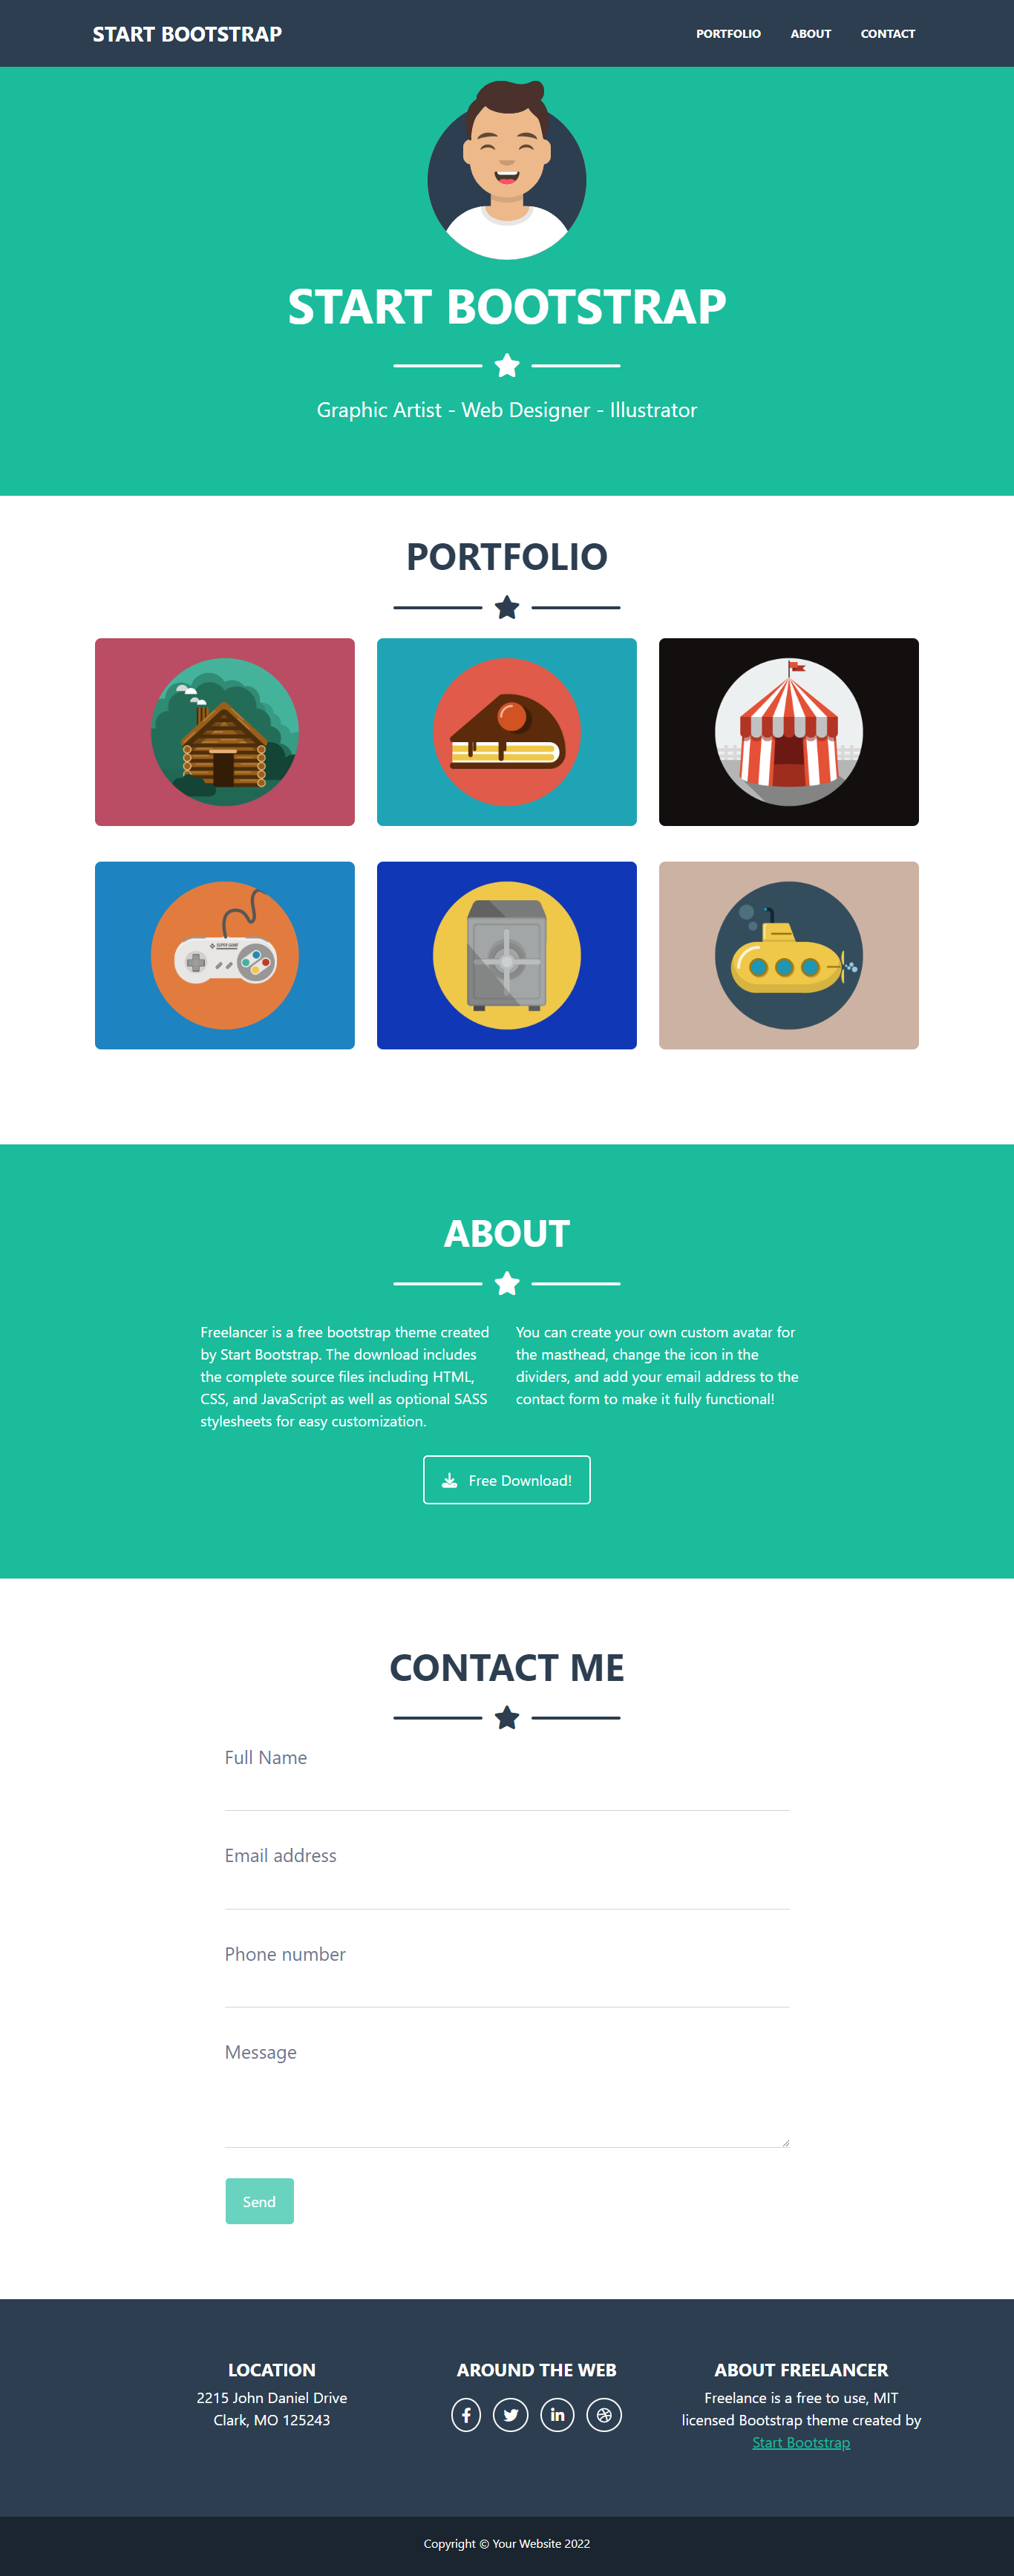 START BOOTSTRAP
PORTFOLIO
ABOUT
CONTACT
START BOOTSTRAP
Graphic Artist - Web Designer - Illustrator
PORTFOLIO
SUPER GAME
ABOUT
Freelancer is a free bootstrap theme created
by Start Bootstrap. The download includes
the complete source files including HTML,
CSS, and JavaScript as well as optional SASS
stylesheets for easy customization.
You can create your own custom avatar for
the masthead, change the icon in the
dividers, and add your email address to the
contact form to make it fully functional!
Free Download!
CONTACT ME
Full Name
Email address
Phone number
Message
Send
LOCATION
2215 John Daniel Drive
Clark, MO 125243
AROUND THE WEB
ABOUT FREELANCER
Freelance is a free to use, MIT
licensed Bootstrap theme created by
Start Bootstrap
Copyright © Your Website 2022